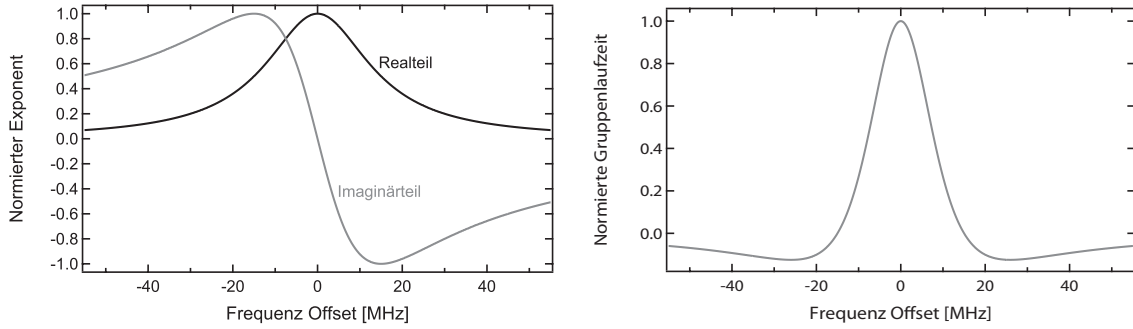 Normierter Exponent
1.0
0.8
0.6
0.4
0.2
0.0
-0.2
-0.4
-0.6
-0.8
-1.0
Realteil
Imaginärteil
-40 -20 0 20 40
Frequenz Offset [MHz]
Normierte Gruppenlaufzeit
1.0
0.8
0.6
0.4
0.2
0.0
-40 -20 0 20 40
Frequenz Offset [MHz]